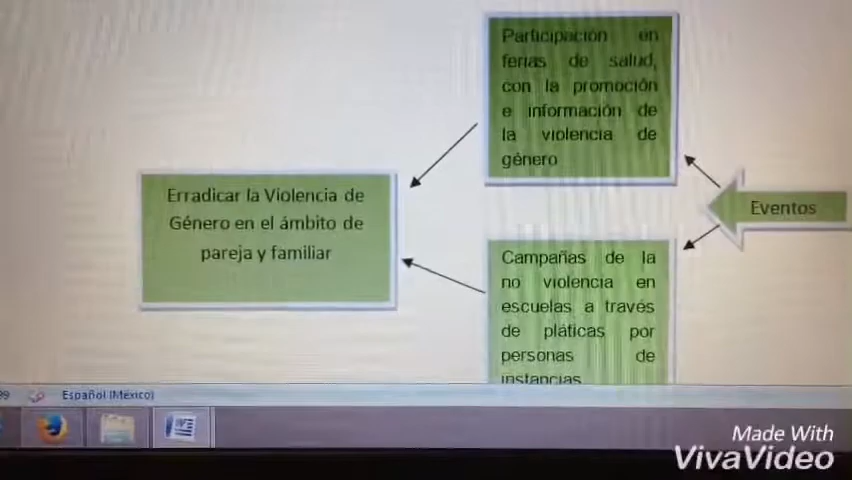 Participación en
ferias de salud,
con la promoción
e información de
la violencia de
género
Erradicar la Violencia de
Género en el ámbito de
pareja y familiar
Eventos
Campañas de la
no violencia en
escuelas a través
de pláticas por
personas de
instancias
99
Español (México)
Made With
VivaVideo